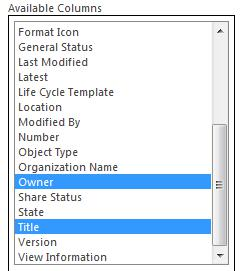 Available Columns
Format Icon
General Status
Last Modified
Latest
Life Cycle Template
Location
Modified By
Number
Object Type
Organization Name
Owner
Share Status
State
Title
Version
View Information